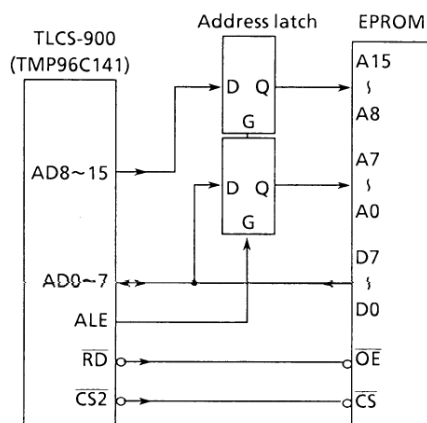 Address latch
EPROM
TLCS-900
(TMP96C141)
D Q
G
D Q
G
AD8~15
AD0~7
ALE
RD
CS2
A15
~
A8
A7
~
A0
D7
~
D0
OE
CS